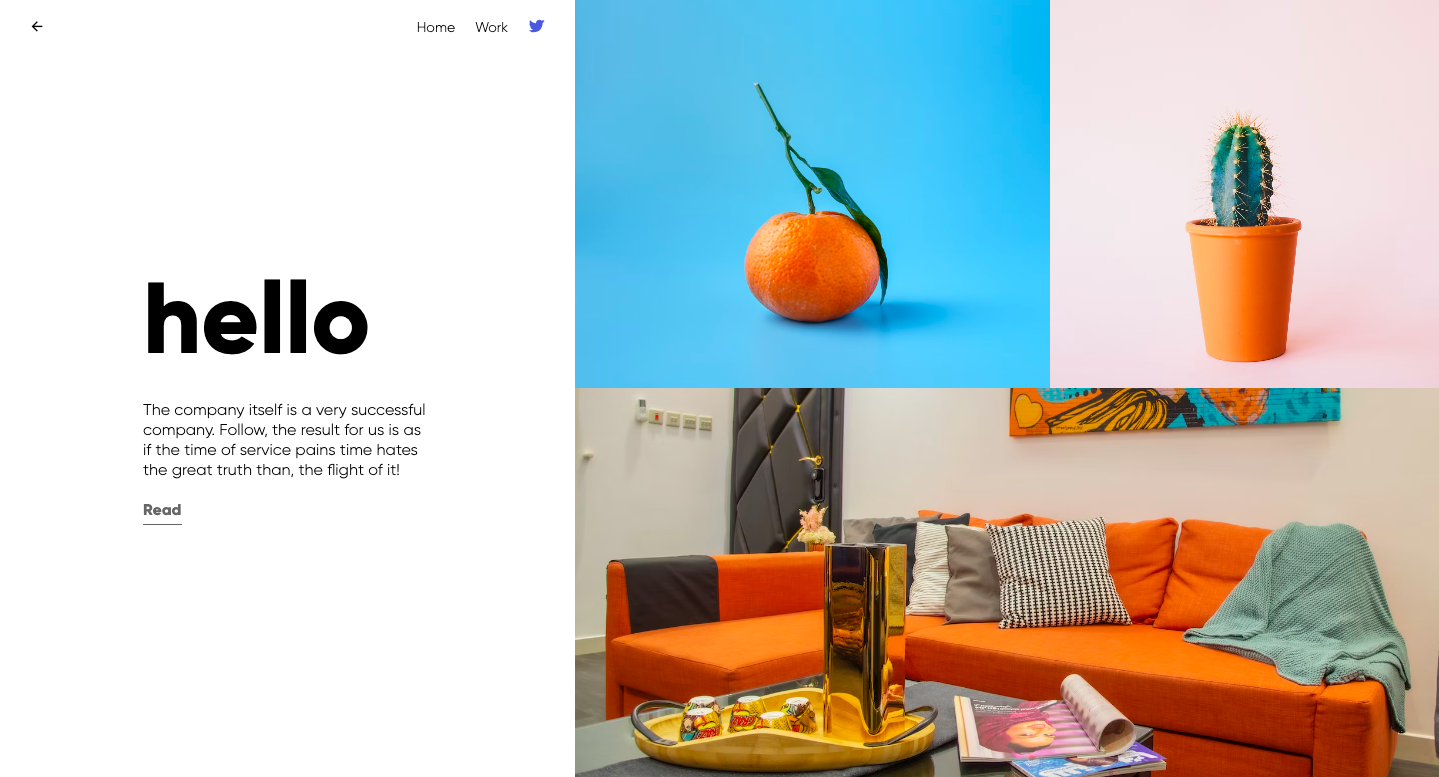 Home Work
hello
The company itself is a very successful
company. Follow, the result for us is as
if the time of service pains time hates
the great truth than, the flight of it!
Read